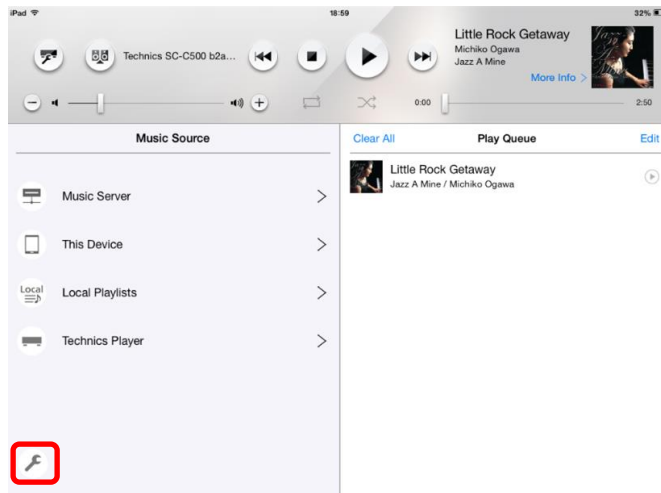 iPad 18:59 32%
Technics SC-C500 b2a...
Little Rock Getaway
Michiko Ogawa
Jazz A Mine
More Info >
0:00 2:50
Music Source
Clear All Play Queue Edit
Music Server
This Device
Local Local Playlists
Technics Player
Little Rock Getaway
Jazz A Mine / Michiko Ogawa